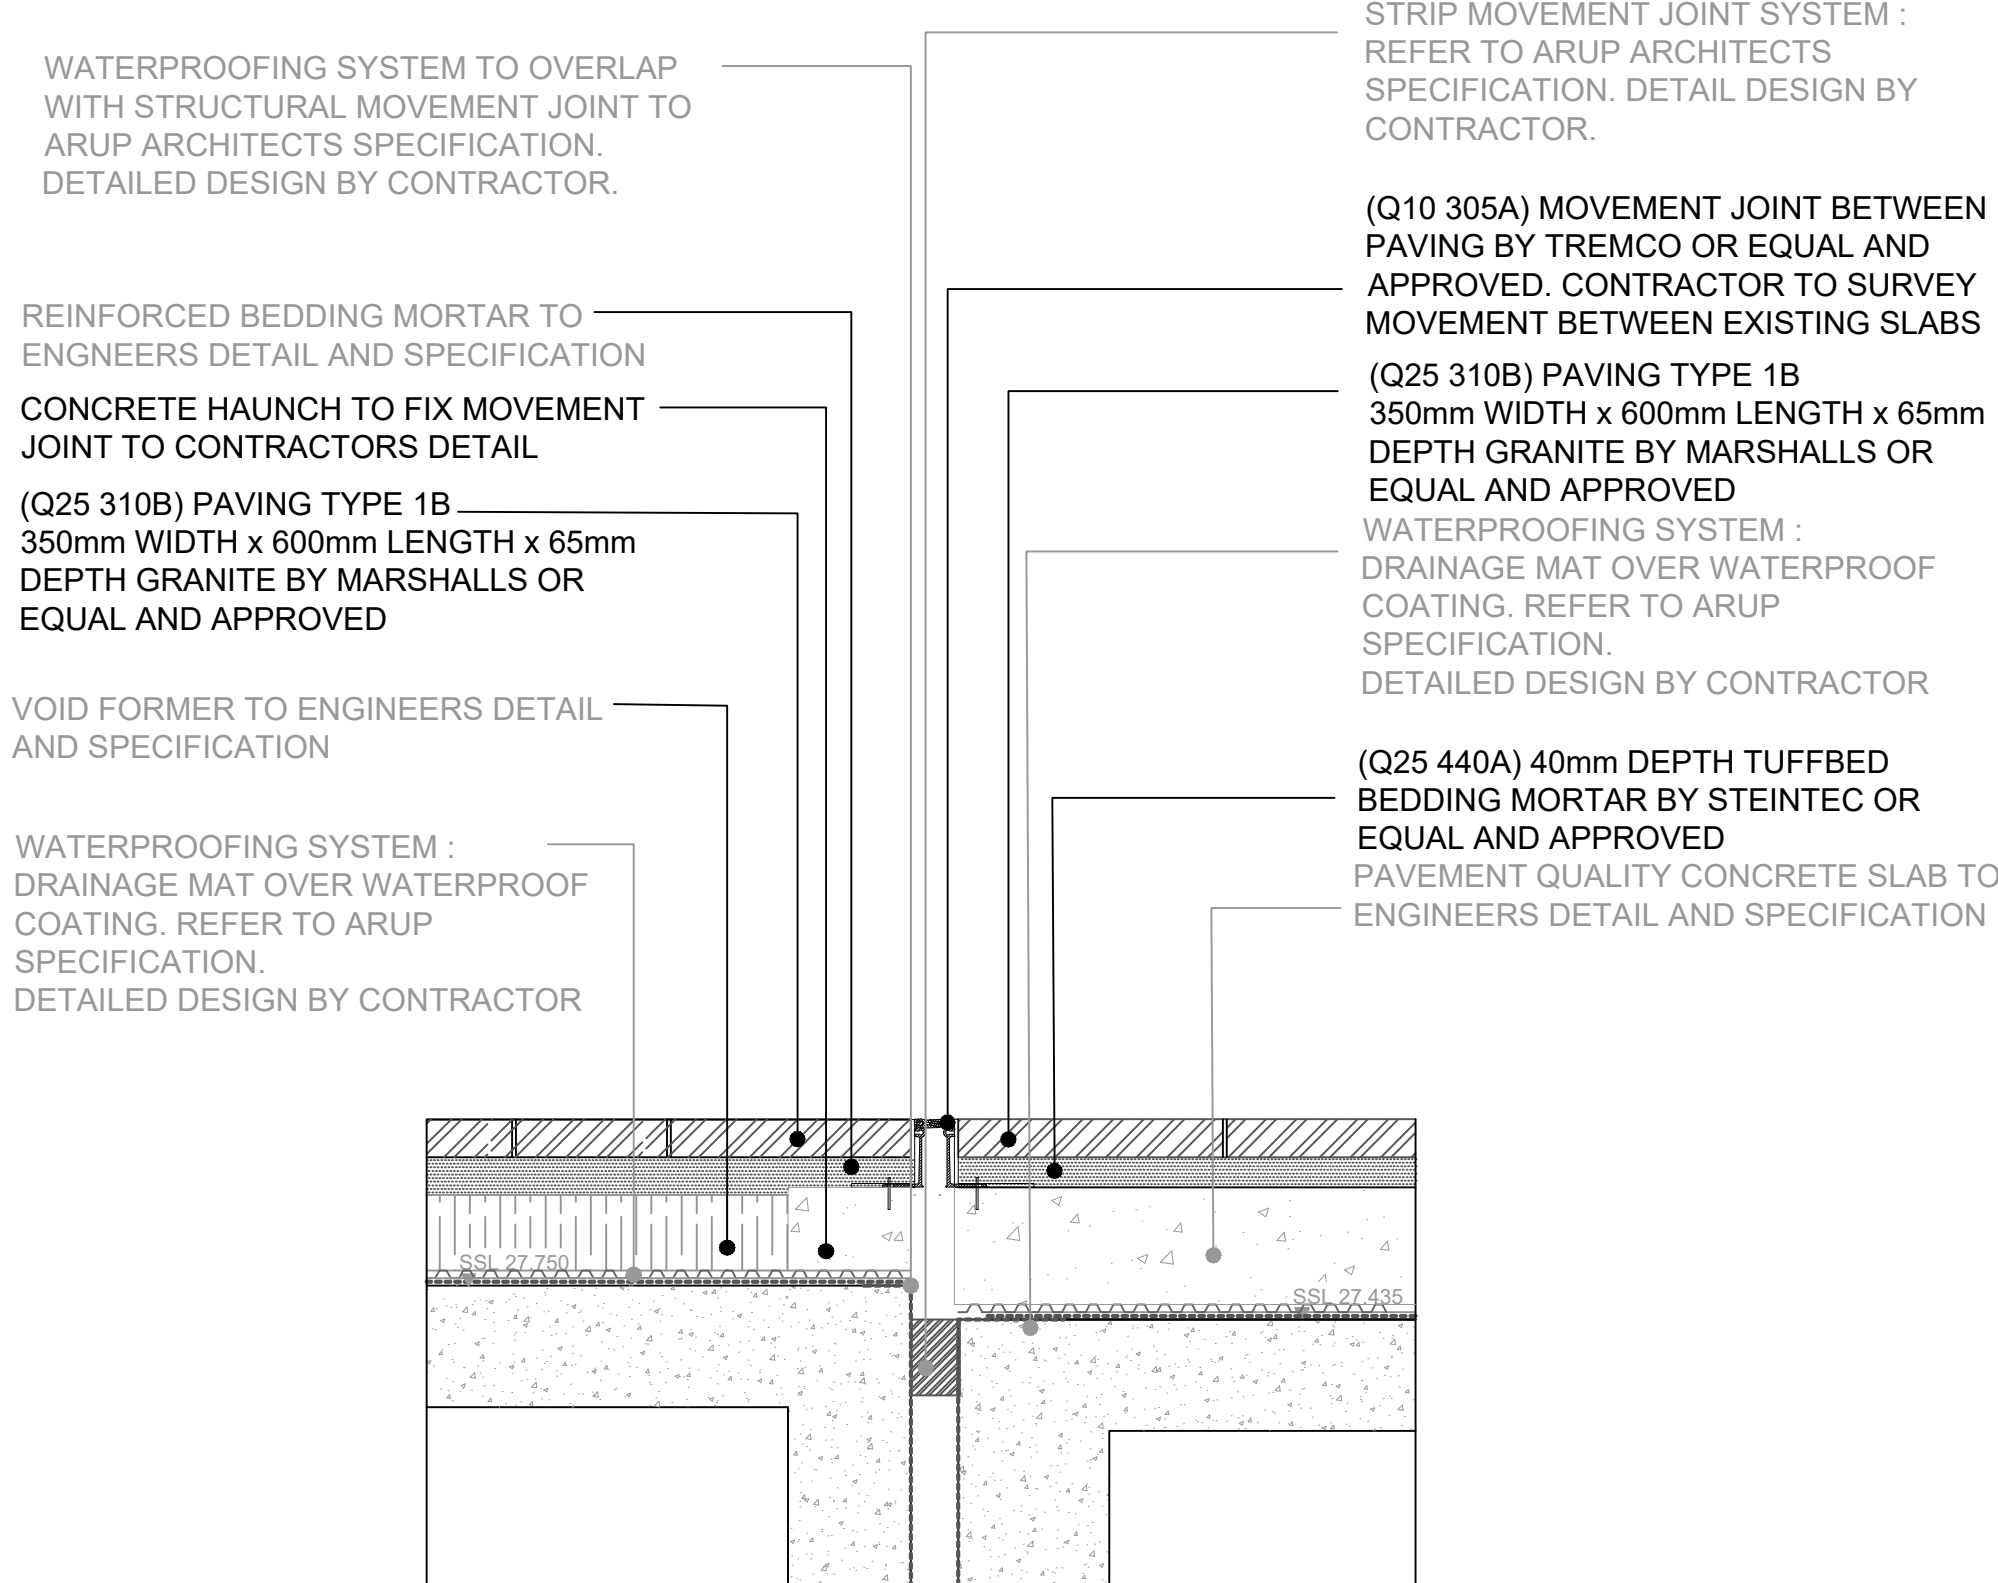 WATERPROOFING SYSTEM TO OVERLAP
WITH STRUCTURAL MOVEMENT JOINT TO
ARUP ARCHITECTS SPECIFICATION.
DETAILED DESIGN BY CONTRACTOR.
REINFORCED BEDDING MORTAR TO
ENGNEERS DETAIL AND SPECIFICATION
CONCRETE HAUNCH TO FIX MOVEMENT
JOINT TO CONTRACTORS DETAIL
(Q25 310B) PAVING TYPE 1B
350mm WIDTH x 600mm LENGTH x 65mm
DEPTH GRANITE BY MARSHALLS OR
EQUAL AND APPROVED
VOID FORMER TO ENGINEERS DETAIL
AND SPECIFICATION
WATERPROOFING SYSTEM :
DRAINAGE MAT OVER WATERPROOF
COATING. REFER TO ARUP
SPECIFICATION.
DETAILED DESIGN BY CONTRACTOR
STRIP MOVEMENT JOINT SYSTEM :
REFER TO ARUP ARCHITECTS
SPECIFICATION. DETAIL DESIGN BY
CONTRACTOR.
(Q10 305A) MOVEMENT JOINT BETWEEN
PAVING BY TREMCO OR EQUAL AND
APPROVED. CONTRACTOR TO SURVEY
MOVEMENT BETWEEN EXISTING SLABS
(Q25 310B) PAVING TYPE 1B
350mm WIDTH x 600mm LENGTH x 65mm
DEPTH GRANITE BY MARSHALLS OR
EQUAL AND APPROVED
WATERPROOFING SYSTEM :
DRAINAGE MAT OVER WATERPROOF
COATING. REFER TO ARUP
SPECIFICATION.
DETAILED DESIGN BY CONTRACTOR
(Q25 440A) 40mm DEPTH TUFFBED
BEDDING MORTAR BY STEINTEC OR
EQUAL AND APPROVED
PAVEMENT QUALITY CONCRETE SLAB TO
ENGINEERS DETAIL AND SPECIFICATION
SSL 27.750
SSL 27.435